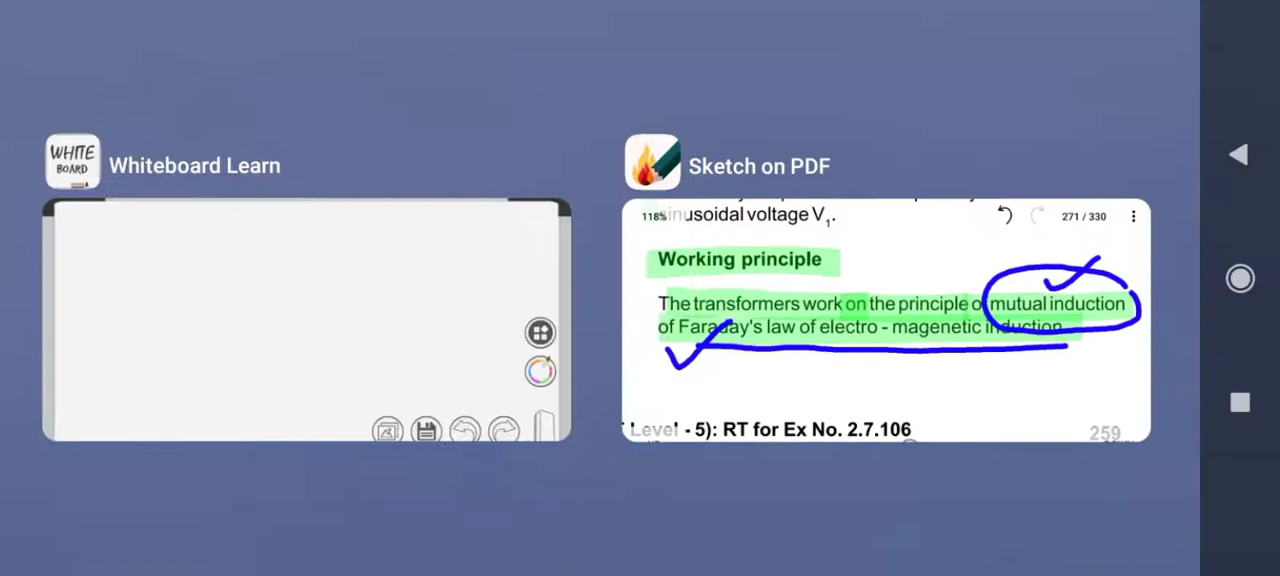 WHITE
BOARD
Whiteboard Learn
Sketch on PDF
118%
sinusoidal voltage V1.
271 / 330
Working principle
The transformers work on the principle of mutual induction
of Faraday's law of electro - magenetic induction
Level - 5): RT for Ex No. 2.7.106
259